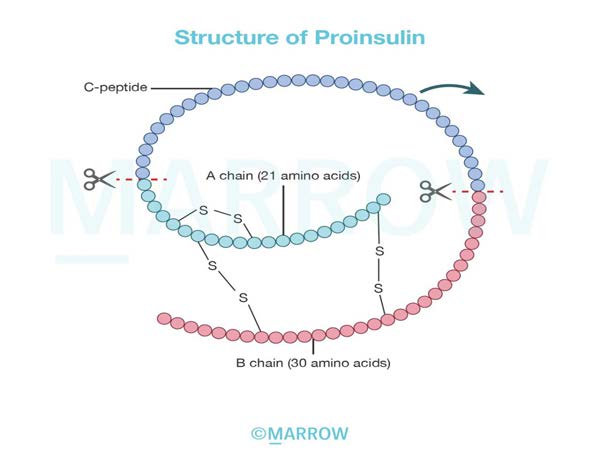 Structure of Proinsulin
C-peptide
MARROW
A chain (21 amino acids)
S
S
S
S
S
S
B chain (30 amino acids)
©MARROW